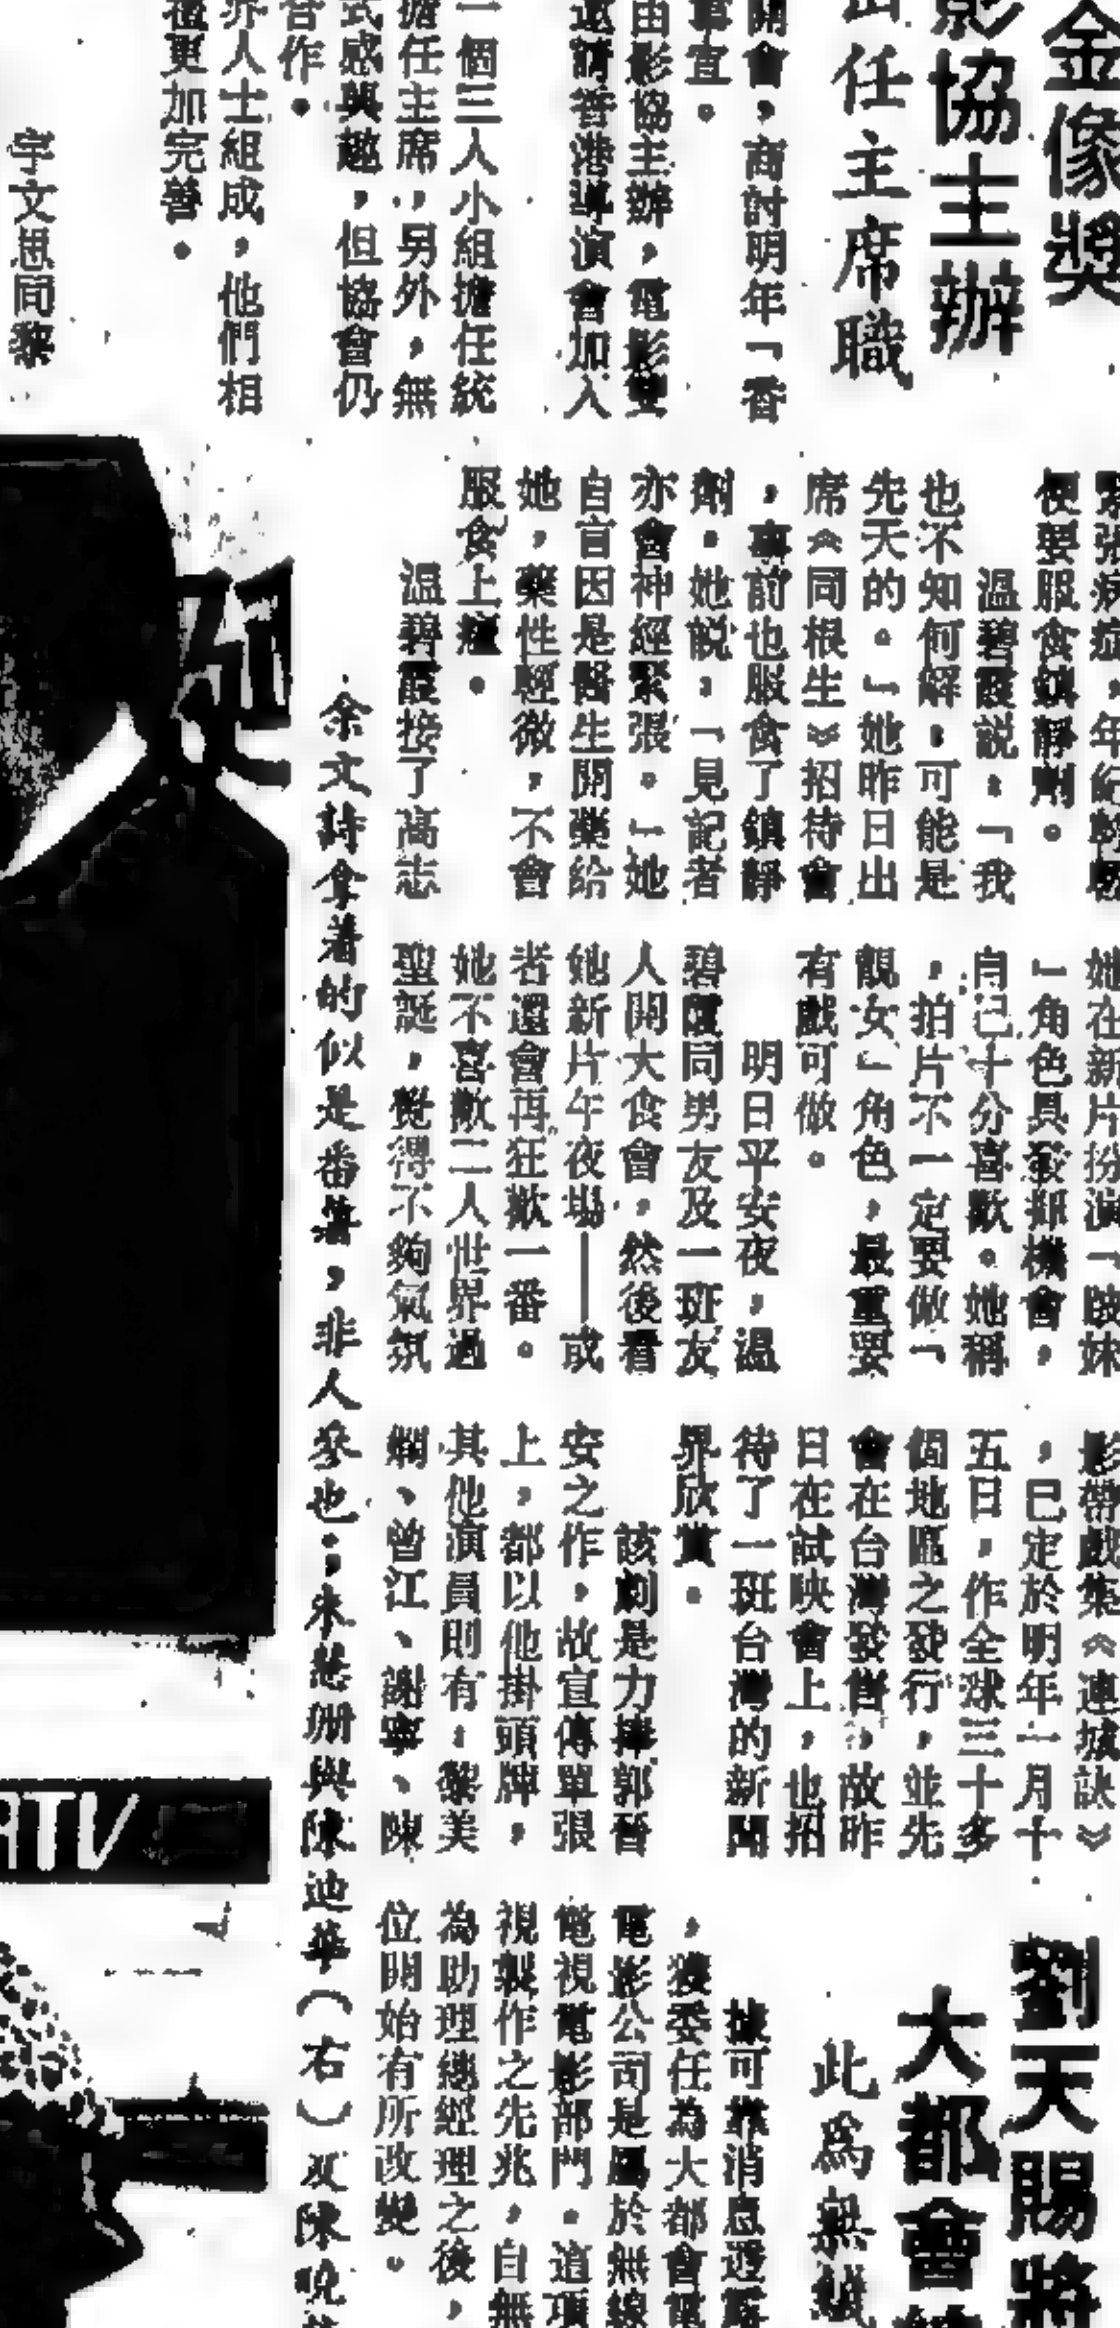 金像獎
影協主辦
出任主席職
開會，商討明年「香
事宜。
由影協主辦，電影雙
邀請香港導演會加入
一個三人小組擔任統
擔任主席，另外，無
式感興趣，但協會仍
合作。
界人士組成，他們相
禮更加完善。
宇文思同黎
便要服食鎮靜劑。
溫碧霞說：「我
也不知何解，可能是
先天的。」她昨日出
席《同根生》招待會
，事前也服食了鎮靜
劑。她說：「見記者
亦會神經緊張。」她
自言因是醫生開藥給
她，藥性輕微，不會
服食上癮。
溫碧霞接了高志
她在新片扮演「
」角色具發揮機會，
自己十分喜歡。她稱
，拍片不一定要做「
靚女」角色，最重要
有戲可做。
明日平安夜，溫
碧霞同男友及一班友
人開大食會，然後看
她新片午夜場——或
者還會再狂歡一番。
她不喜歡二人世界過
聖誕，覺得不夠氣氛
影帶戲集《連城訣》
，已定於明年一月十
五日，作全球三十多
個地區之發行，並先
會在台灣發售，故昨
日在試映會上，也招
待了一班台灣的新聞
界欣賞。
該劇是力捧郭晉
安之作，故宣傳單張
上，都以他掛頭牌，
其他演員則有：黎美
嫻、曾江、謝寧、陳
劉天賜將
大都會
此為無綫
據可靠消息透露
，獲委任為大都會電
電影公司是屬於無線
電視電影部門。這項
視製作之先兆，自無
為助理總經理之後，
位開始有所改變。
余文詩拿着的似是番薯，非人參也；朱慧珊與陳迪華（右）及陳曉
RTV